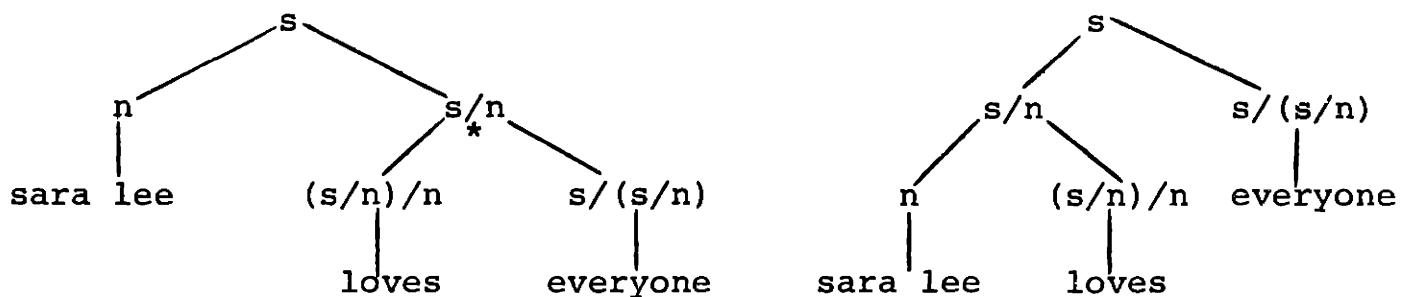 s s
n s/n s/n s/(s/n)
*
sara lee (s/n)/n s/(s/n) n (s/n)/n everyone
loves everyone sara lee loves